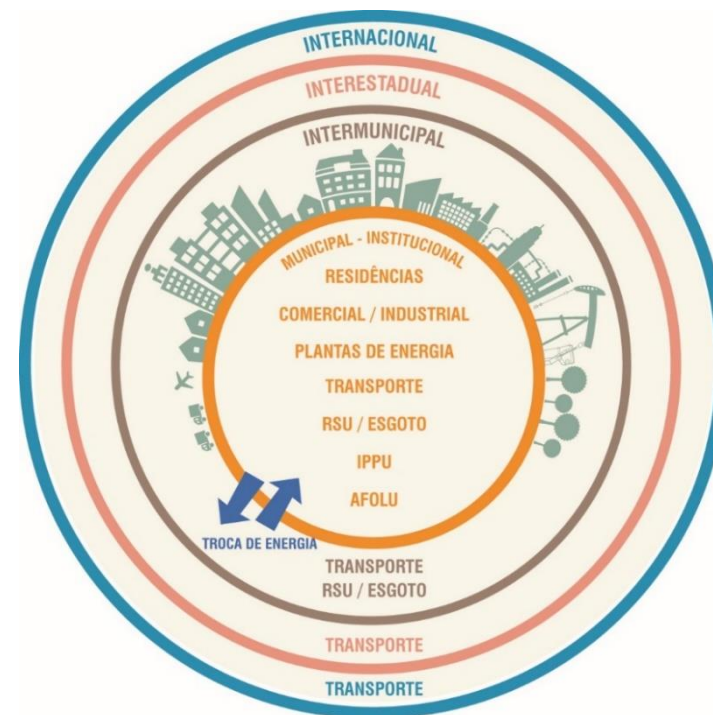 INTERNACIONAL
INTERESTADUAL
INTERMUNICIPAL
MUNICIPAL - INSTITUCIONAL
RESIDÊNCIAS
COMERCIAL / INDUSTRIAL
PLANTAS DE ENERGIA
TRANSPORTE
RSU / ESGOTO
IPPU
AFOLU
TROCA DE ENERGIA
TRANSPORTE
RSU / ESGOTO
TRANSPORTE
TRANSPORTE